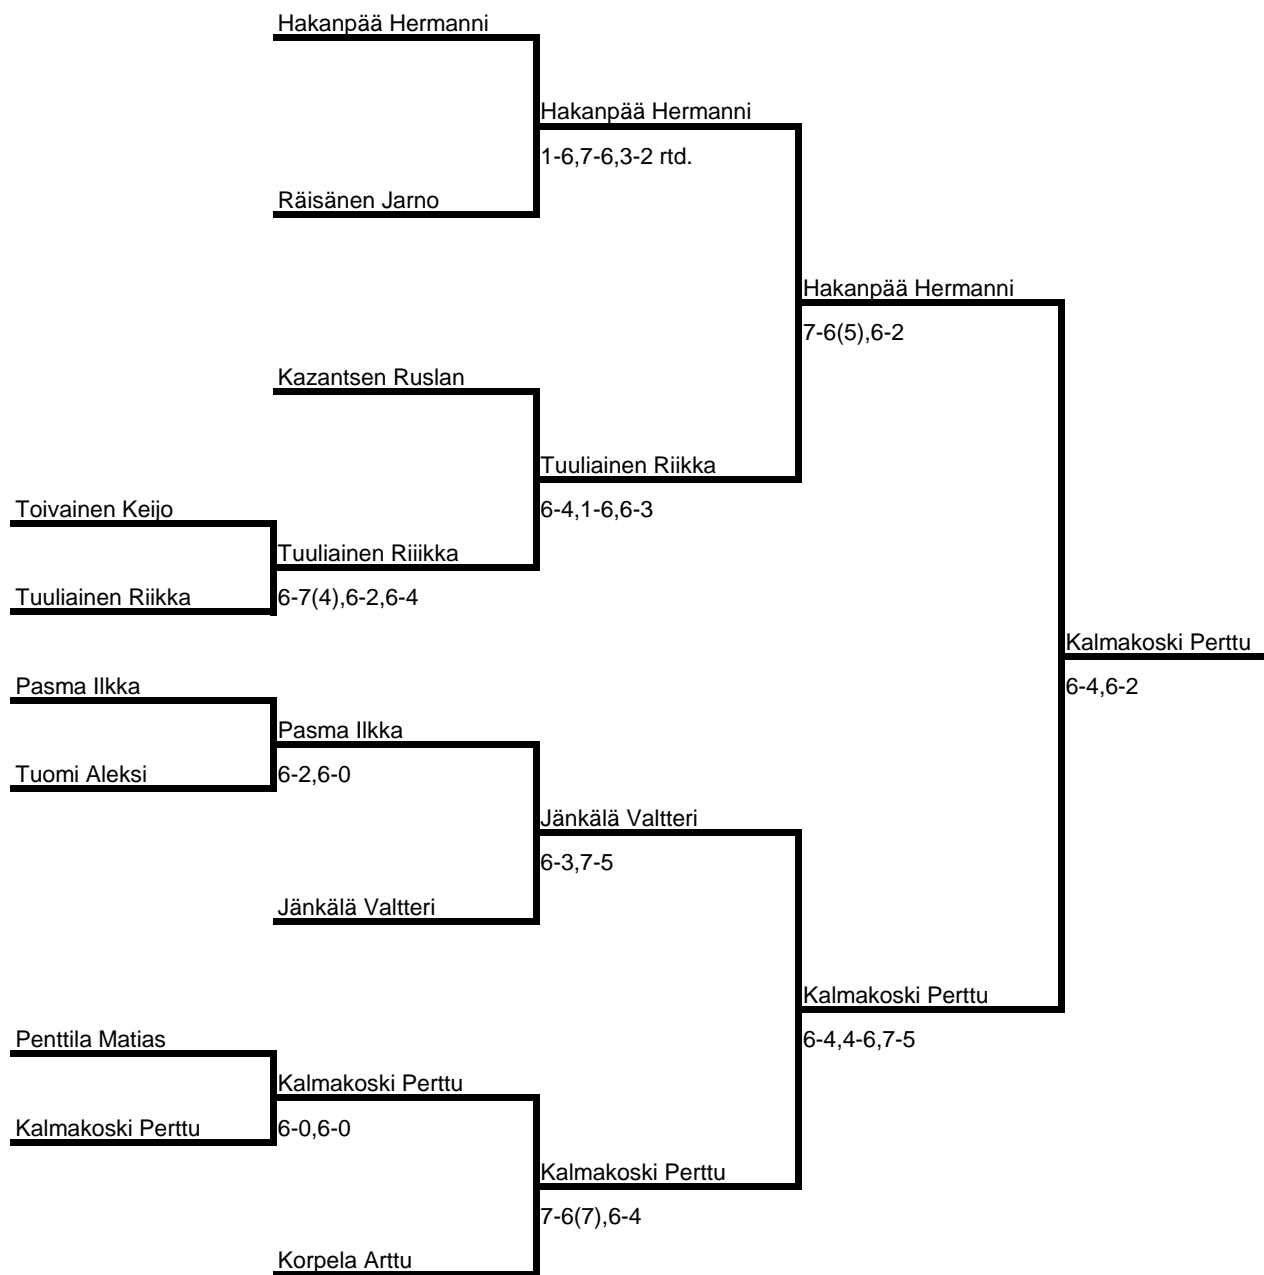 Hakanpää Hermanni
Hakanpää Hermanni
1-6,7-6,3-2 rtd.
Räisänen Jarno
Hakanpää Hermanni
7-6(5),6-2
Kazantsen Ruslan
Tuuliainen Riikka
6-4,1-6,6-3
Toivainen Keijo
Tuuliainen Riiikka
Tuuliainen Riikka
6-7(4),6-2,6-4
Kalmakoski Perttu
6-4,6-2
Pasma Ilkka
Pasma Ilkka
Tuomi Aleksi
6-2,6-0
Jänkälä Valtteri
6-3,7-5
Jänkälä Valtteri
Kalmakoski Perttu
6-4,4-6,7-5
Penttila Matias
Kalmakoski Perttu
Kalmakoski Perttu
6-0,6-0
Kalmakoski Perttu
7-6(7),6-4
Korpela Arttu